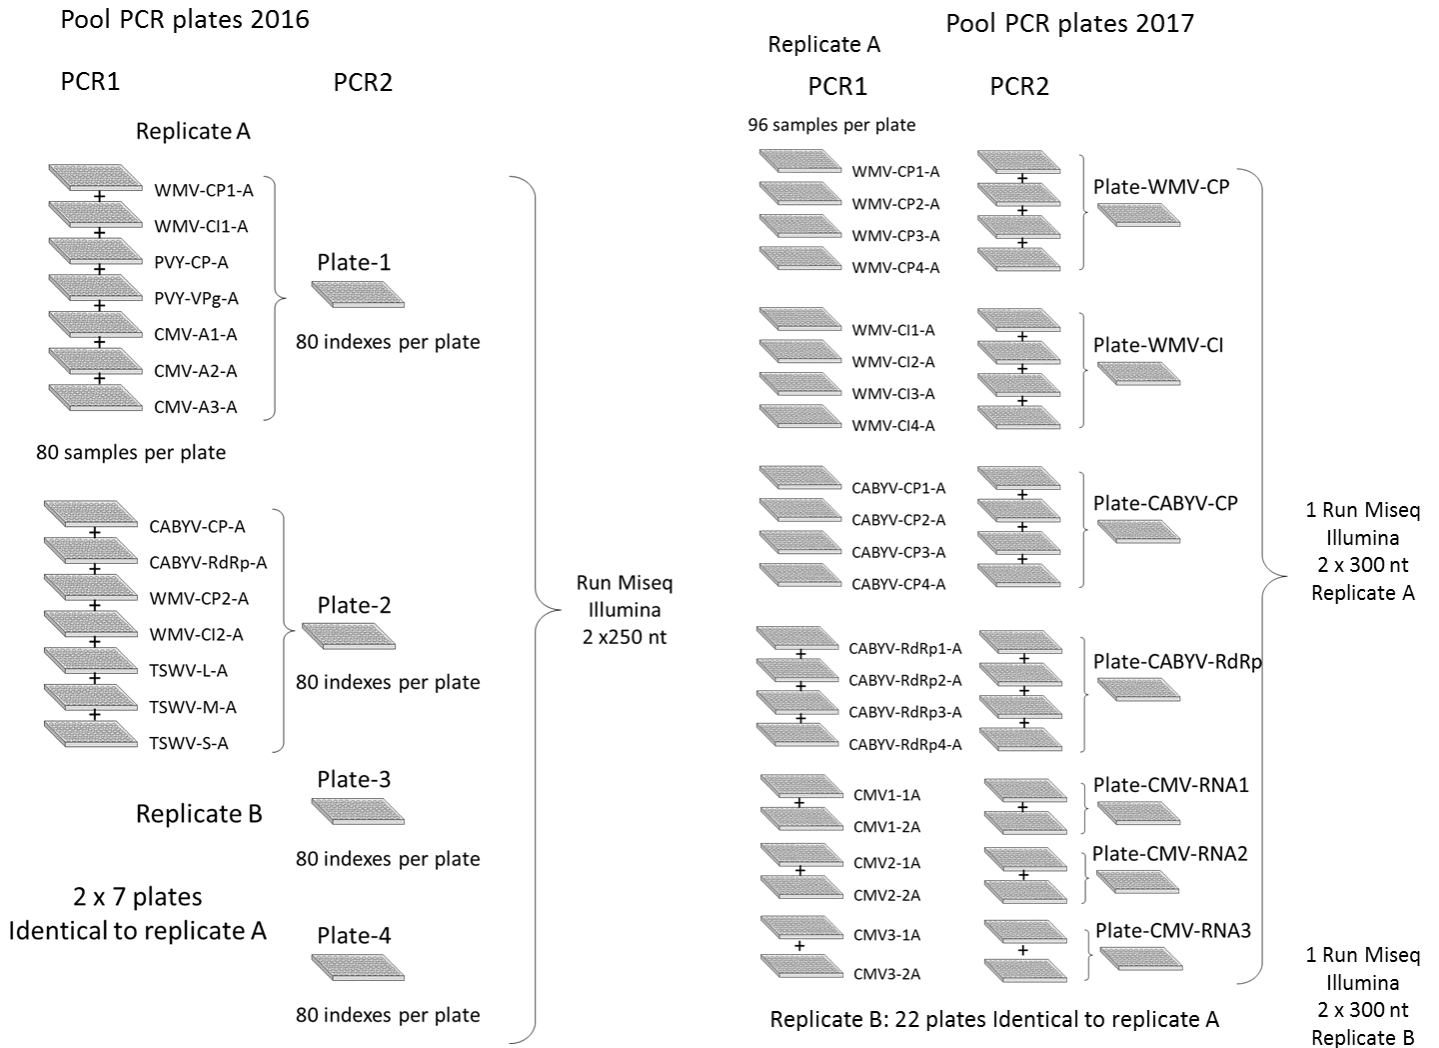 Pool PCR plates 2016
PCR1
PCR2
Replicate A
+
+
+
+
+
+
WMV-CP1-A
WMV-CI1-A
PVY-CP-A
PVY-VPg-A
CMV-A1-A
CMV-A2-A
CMV-A3-A
Plate-1
80 indexes per plate
80 samples per plate
+
+
+
+
+
+
CABYV-CP-A
CABYV-RdRp-A
WMV-CP2-A
WMV-CI2-A
TSWV-L-A
TSWV-M-A
TSWV-S-A
Plate-2
80 indexes per plate
Replicate B
2 x 7 plates
Identical to replicate A
Plate-3
80 indexes per plate
Plate-4
80 indexes per plate
Run Miseq
Illumina
2 x250 nt
Pool PCR plates 2017
Replicate A
PCR1
PCR2
96 samples per plate
WMV-CP1-A
WMV-CP2-A
WMV-CP3-A
WMV-CP4-A
+
+
+
Plate-WMV-CP
WMV-CI1-A
WMV-CI2-A
WMV-CI3-A
WMV-CI4-A
+
+
+
Plate-WMV-CI
CABYV-CP1-A
CABYV-CP2-A
CABYV-CP3-A
CABYV-CP4-A
+
+
+
Plate-CABYV-CP
+
+
+
CABYV-RdRp1-A
CABYV-RdRp2-A
CABYV-RdRp3-A
CABYV-RdRp4-A
+
+
+
Plate-CABYV-RdRp
+
CMV1-1A
CMV1-2A
+
Plate-CMV-RNA1
+
CMV2-1A
CMV2-2A
+
Plate-CMV-RNA2
+
CMV3-1A
CMV3-2A
+
Plate-CMV-RNA3
Replicate B: 22 plates Identical to replicate A
1 Run Miseq
Illumina
2 x 300 nt
Replicate A
1 Run Miseq
Illumina
2 x 300 nt
Replicate B